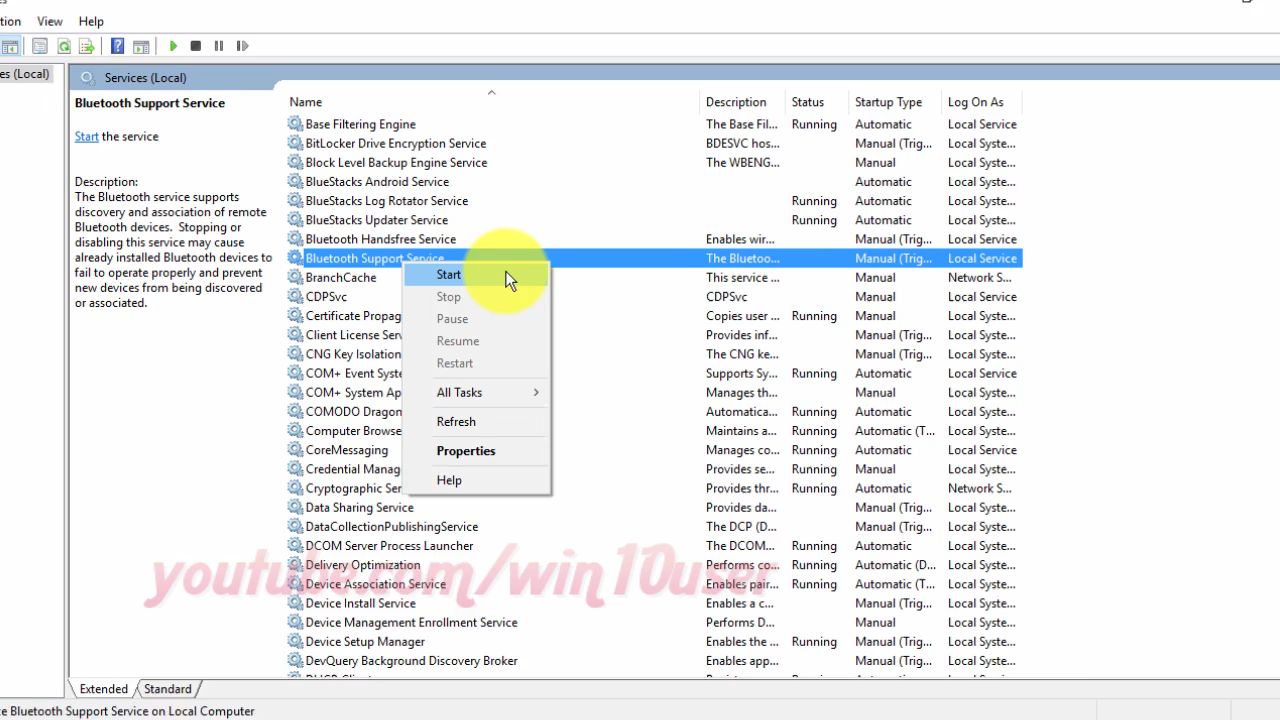 tion View Help
es (Local) Services (Local)
Bluetooth Support Service
Start the service
Description:
The Bluetooth service supports
discovery and association of remote
Bluetooth devices. Stopping or
disabling this service may cause
already installed Bluetooth devices to
fail to operate properly and prevent
new devices from being discovered
or associated.
Name Description Status Startup Type Log On As
Base Filtering Engine The Base Fil... Running Automatic Local Service
BitLocker Drive Encryption Service BDESVC hos... Manual (Trig... Local Syste...
Block Level Backup Engine Service The WBENG... Manual Local Syste...
BlueStacks Android Service Automatic Local Syste...
BlueStacks Log Rotator Service Running Automatic Local Syste...
BlueStacks Updater Service Running Automatic Local Syste...
Bluetooth Handsfree Service Enables wir... Manual (Trig... Local Service
Bluetooth Support Service The Bluetoo... Manual (Trig... Local Service
BranchCache This service ... Manual Network S...
CDPSvc CDPSvc Manual Local Service
Certificate Propag Copies user ... Running Manual Local Syste...
Client License Serv Provides inf... Manual (Trig... Local Syste...
CNG Key Isolation The CNG ke... Manual (Trig... Local Syste...
COM+ Event Syste Supports Sy... Running Automatic Local Service
COM+ System Ap Manages th... Manual Local Syste...
COMODO Dragon Automatica... Running Automatic Local Syste...
Computer Browse Maintains a... Running Automatic (T... Local Syste...
CoreMessaging Manages co... Running Automatic Local Service
Credential Manag Provides se... Running Manual Local Syste...
Cryptographic Ser Provides thr... Running Automatic Network S...
Data Sharing Service Provides da... Manual (Trig... Local Syste...
DataCollectionPublishingService The DCP (D... Manual (Trig... Local Syste...
DCOM Server Process Launcher The DCOM... Running Automatic Local Syste...
Delivery Optimization Performs co... Running Automatic (D... Local Syste...
Device Association Service Enables pair... Running Automatic (T... Local Syste...
Device Install Service Enables a c... Manual (Trig... Local Syste...
Device Management Enrollment Service Performs D... Manual Local Syste...
Device Setup Manager Enables the ... Running Manual (Trig... Local Syste...
DevQuery Background Discovery Broker Enables app... Manual (Trig... Local Syste...
Start
Stop
Pause
Resume
Restart
All Tasks
Refresh
Properties
Help
youtube.com/win10user
Extended Standard
ce Bluetooth Support Service on Local Computer